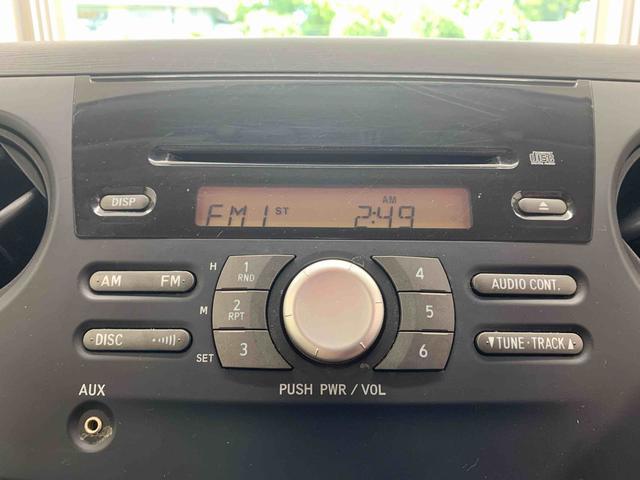 DISP
FM1 ST AM 2:49
AM FM
H 1 RND
M 2 RPT
SET 3
4
5
6
AUDIO CONT.
DISC
TUNE·TRACK
AUX
PUSH PWR / VOL